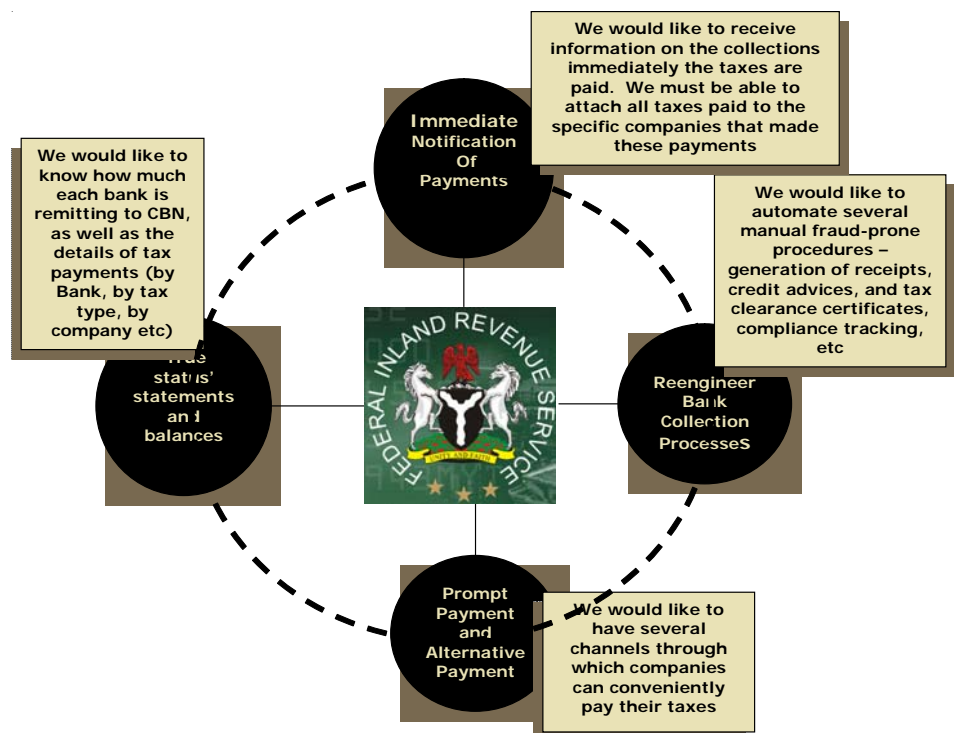 We would like to receive
information on the collections
immediately the taxes are
paid. We must be able to
attach all taxes paid to the
specific companies that made
these payments
Immediate
Notification
Of
Payments
We would like to
know how much
each bank is
remitting to CBN,
as well as the
details of tax
payments (by
Bank, by tax
type, by
company etc)
We would like to
automate several
manual fraud-prone
procedures –
generation of receipts,
credit advices, and tax
clearance certificates,
compliance tracking,
etc
True
status'
statements
and
balances
FEDERAL INLAND REVENUE SERVICE
UNITY AND FAITH
Reengineer
Bank
Collection
Processes
Prompt
Payment
and
Alternative
Payment
We would like to
have several
channels through
which companies
can conveniently
pay their taxes